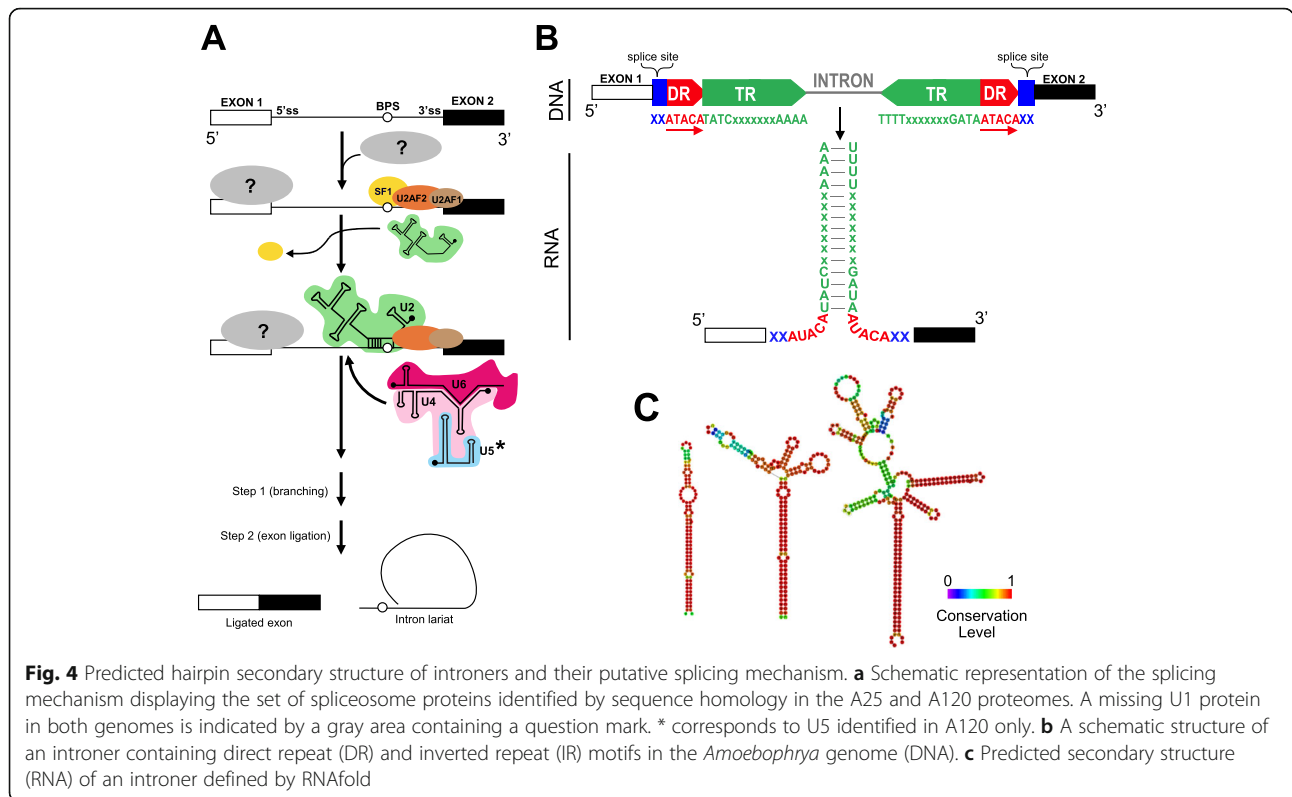 A
EXON 1
5'ss
BPS
3'ss
EXON 2
5'
3'
?
?
SF1
U2AF2
U2AF1
?
U2
U6
U4
U5*
Step 1 (branching)
Step 2 (exon ligation)
Ligated exon
Intron lariat
B
splice site
splice site
DNA
EXON 1
DR
TR
INTRON
TR
DR
EXON 2
5'
3'
XXATACATATCxxxxxxxAAAA
TTTTxxxxxxxGATAATACAXX
RNA
A — U
A — U
A — U
A — U
x — x
x — x
x — x
x — x
x — x
x — x
x — x
C — G
U — A
A — U
U — A
5'
XXAUACA
AUACAXX
3'
C
0
1
Conservation
Level
Fig. 4 Predicted hairpin secondary structure of introners and their putative splicing mechanism. a Schematic representation of the splicing
mechanism displaying the set of spliceosome proteins identified by sequence homology in the A25 and A120 proteomes. A missing U1 protein
in both genomes is indicated by a gray area containing a question mark. * corresponds to U5 identified in A120 only. b A schematic structure of
an introner containing direct repeat (DR) and inverted repeat (IR) motifs in the Amoebophrya genome (DNA). c Predicted secondary structure
(RNA) of an introner defined by RNAfold